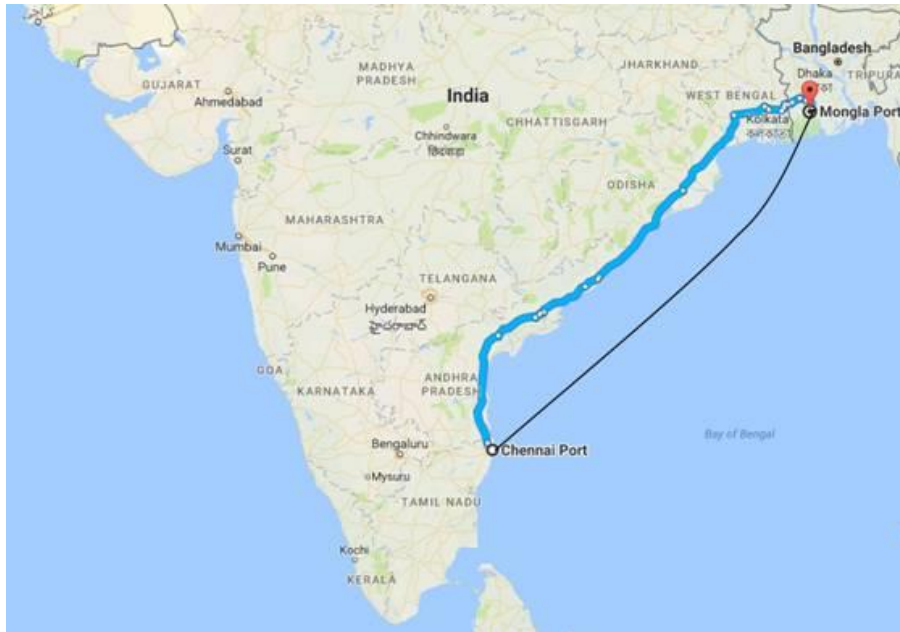 Bangladesh
JHARKHAND
MADHYA
PRADESH
Dhaka
TRIPURA
GUJARAT
WEST BENGAL
India
Ahmedabad
Mongla Port
Kolkata
CHHATTISGARH
Chhindwara
Surat
ODISHA
MAHARASHTRA
Mumbai
Pune
TELANGANA
Hyderabad
GOA
ANDHRA
PRADESH
KARNATAKA
Bay of Bengal
Bengaluru
Chennai Port
Mysuru
TAMIL NADU
Kochi
KERALA